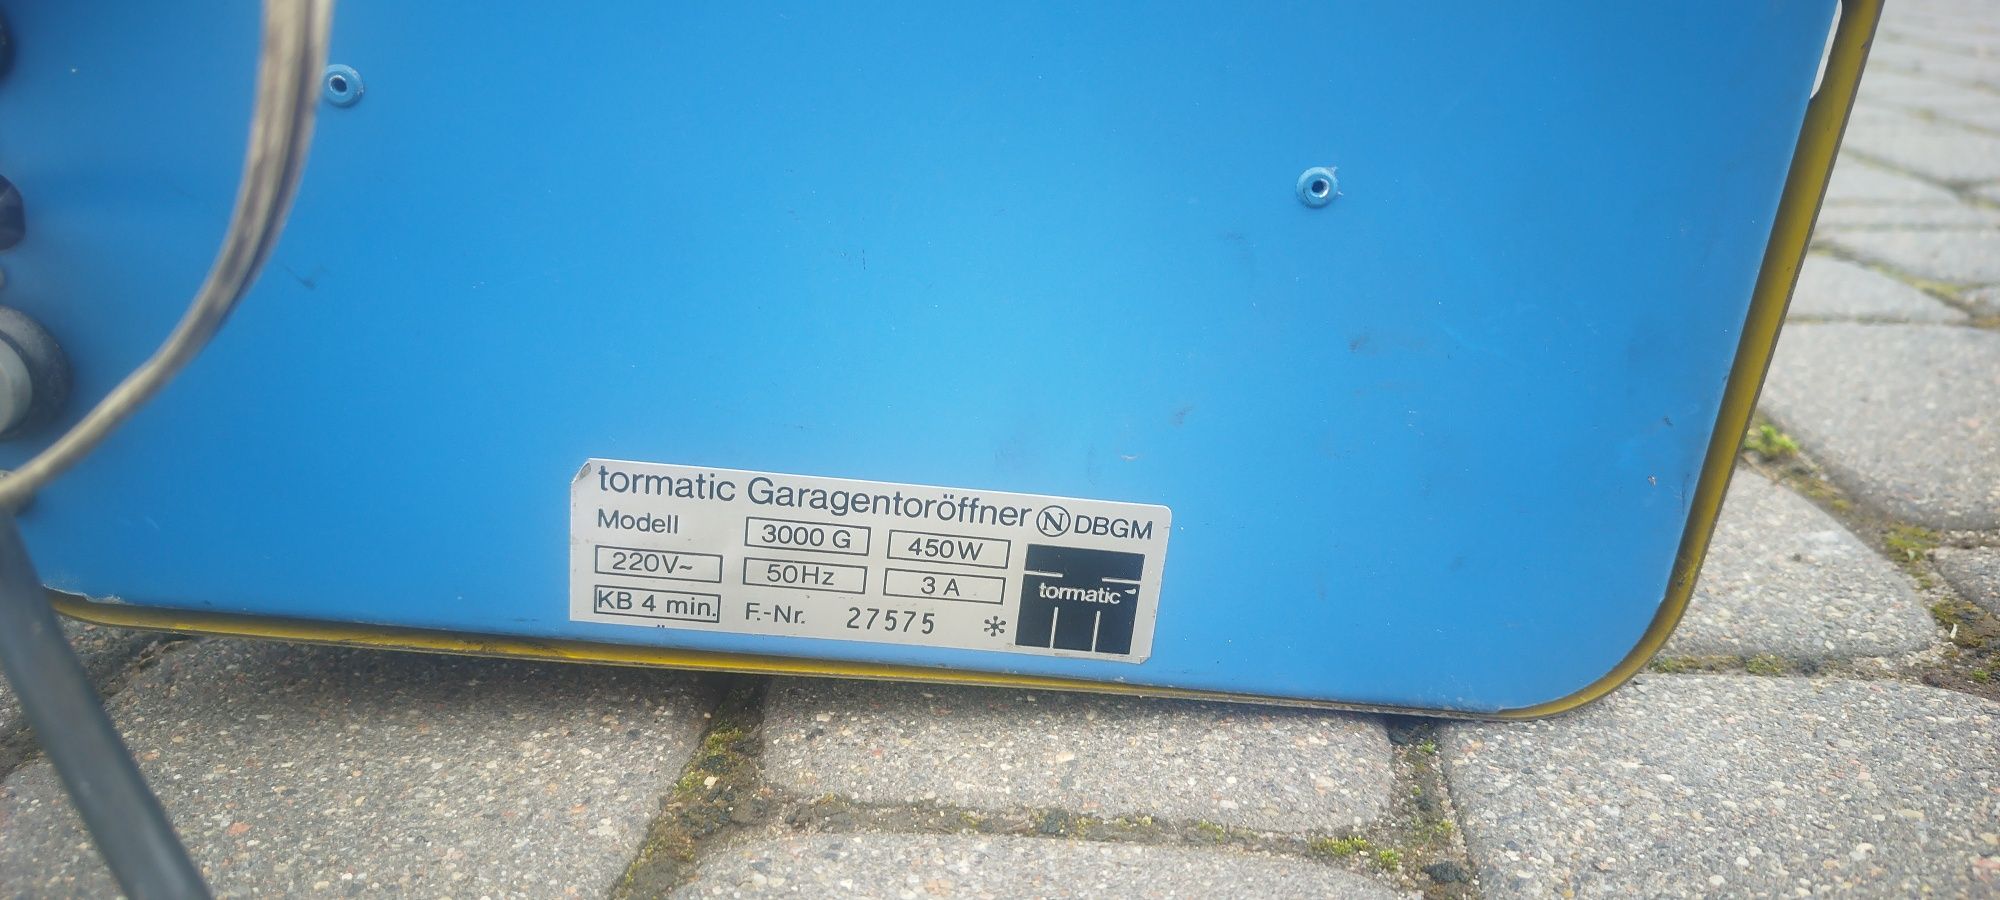 tormatic Garagentoröffner Ⓝ DBGM
Modell 3000 G 450W
220V~ 50Hz 3 A
KB 4 min. F.-Nr. 27575 *
tormatic